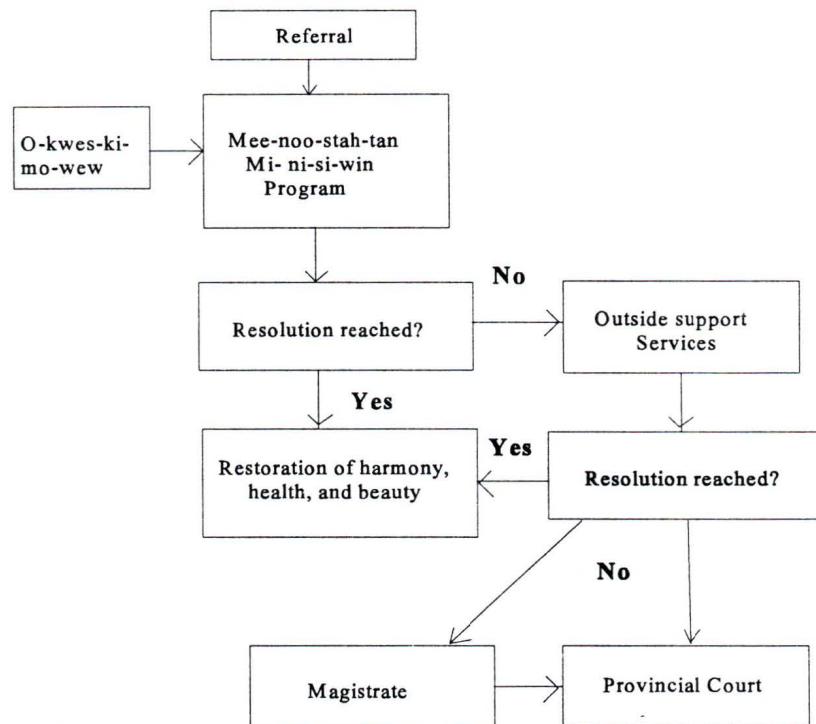 Referral
O-kwes-ki-
mo-wew
Mee-noo-stah-tan
Mi- ni-si-win
Program
No
Resolution reached?
Outside support
Services
Yes
Yes
Restoration of harmony,
health, and beauty
Resolution reached?
No
Magistrate
Provincial Court